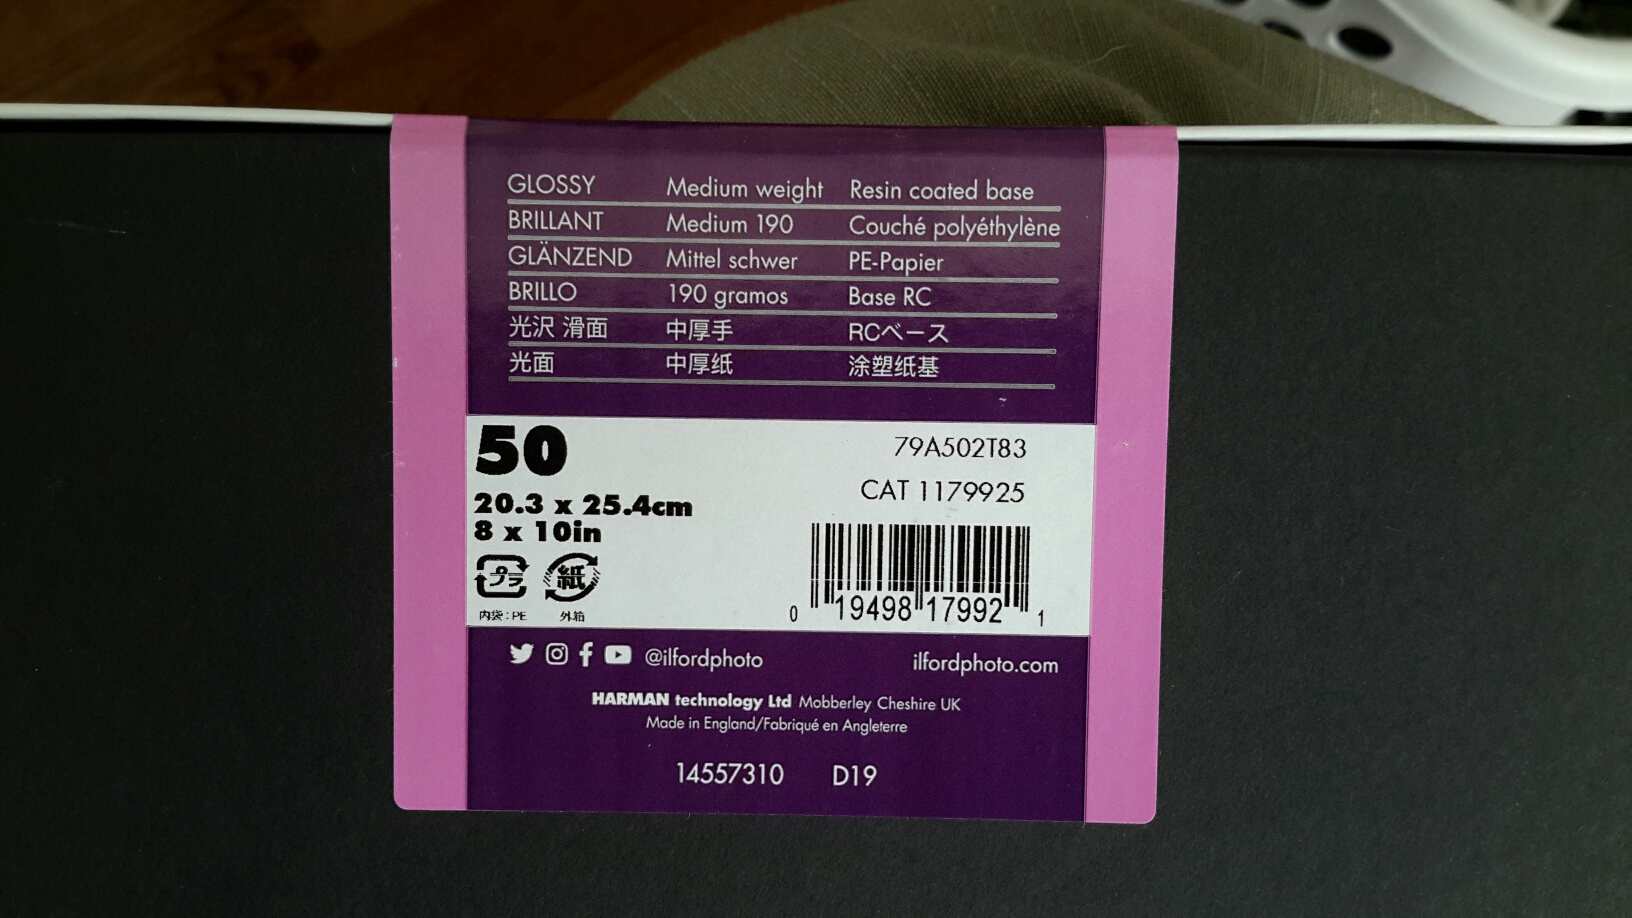 GLOSSY Medium weight Resin coated base
BRILLANT Medium 190 Couché polyéthylène
GLÄNZEND Mittel schwer PE-Papier
BRILLO 190 gramos Base RC
光沢 滑面 中厚手 RCベース
光面 中厚纸 涂塑纸基
50
79A502T83
20.3 x 25.4cm
CAT 1179925
8 x 10in
プラ 紙
内袋:PE 外箱
0 19498 17992 1
@ilfordphoto ilfordphoto.com
HARMAN technology Ltd Mobberley Cheshire UK
Made in England/Fabriqué en Angleterre
14557310 D19